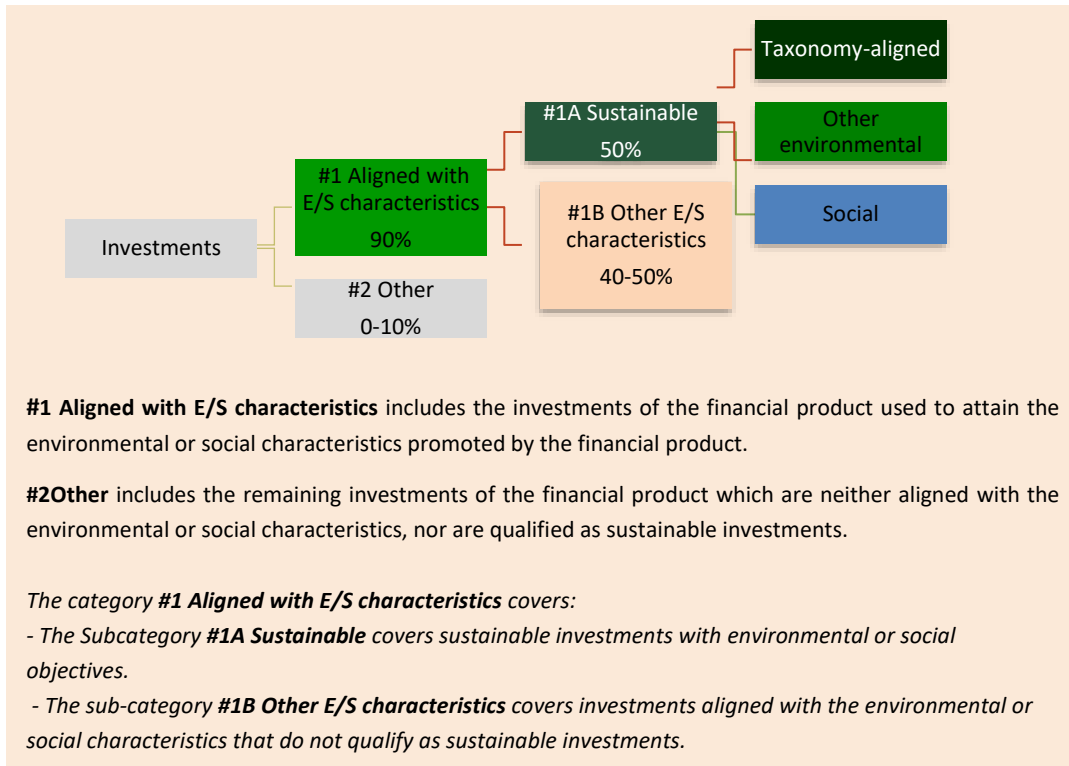 Taxonomy-aligned
#1A Sustainable
50%
Other
environmental
#1 Aligned with
E/S characteristics
90%
#1B Other E/S
characteristics
40-50%
Social
Investments
#2 Other
0-10%
#1 Aligned with E/S characteristics includes the investments of the financial product used to attain the
environmental or social characteristics promoted by the financial product.
#2Other includes the remaining investments of the financial product which are neither aligned with the
environmental or social characteristics, nor are qualified as sustainable investments.
The category #1 Aligned with E/S characteristics covers:
- The Subcategory #1A Sustainable covers sustainable investments with environmental or social
objectives.
- The sub-category #1B Other E/S characteristics covers investments aligned with the environmental or
social characteristics that do not qualify as sustainable investments.